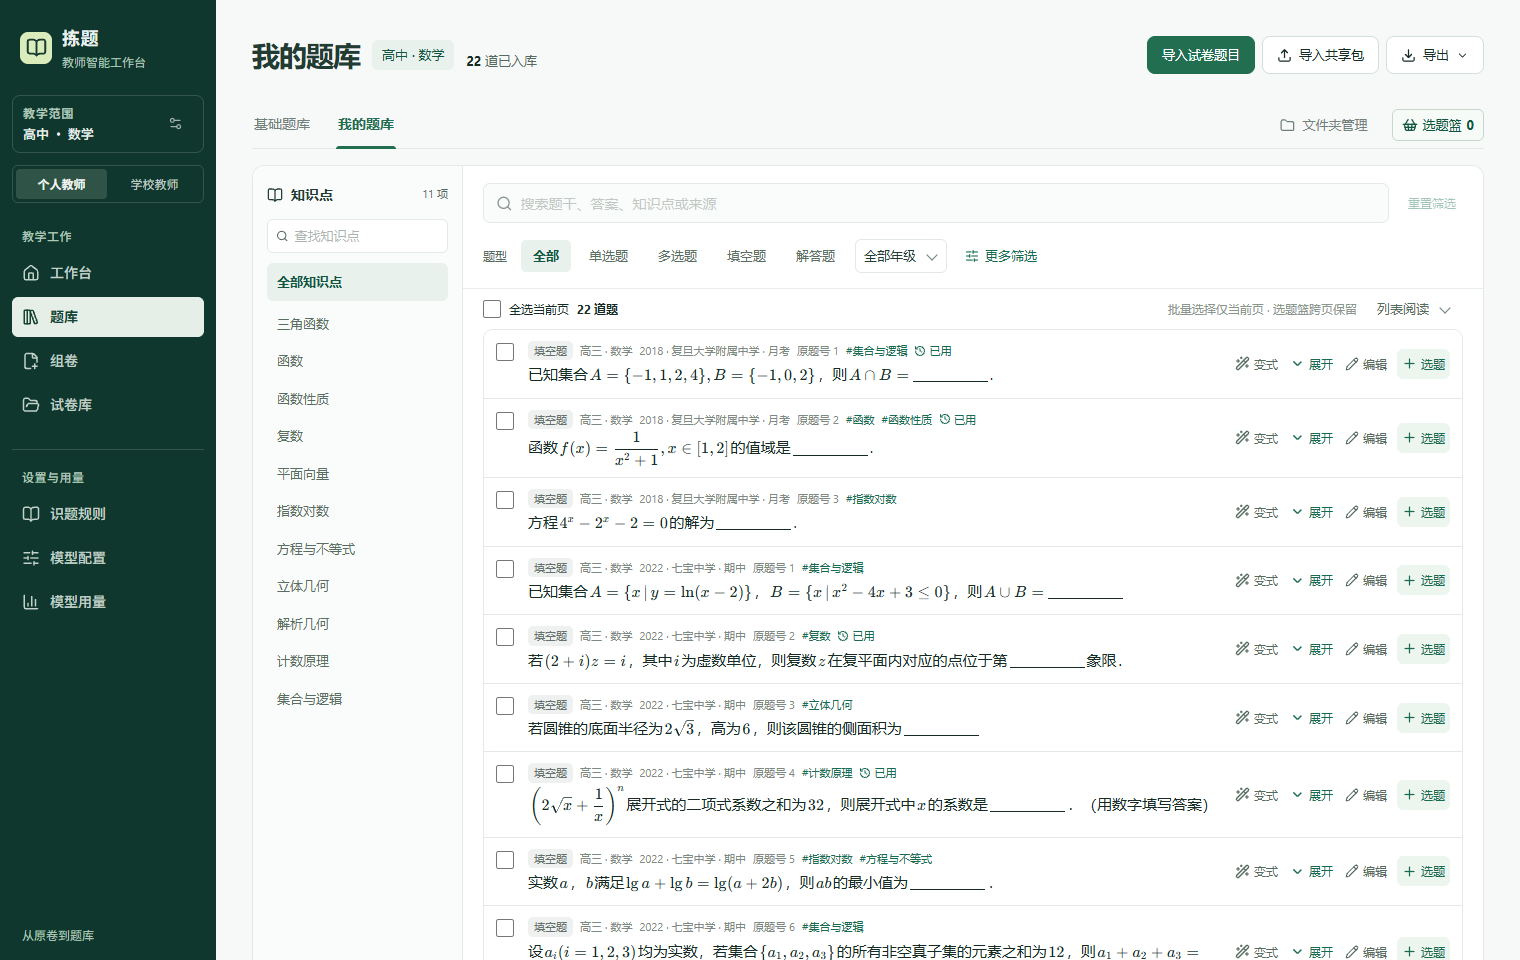 拣题
教师智能工作台
教学范围
高中 · 数学
个人教师 学校教师
教学工作
工作台
题库
组卷
试卷库
设置与用量
识题规则
模型配置
模型用量
从原卷到题库
我的题库 高中 · 数学 22 道已入库
导入试卷题目 导入共享包 导出
基础题库 我的题库 文件夹管理 选题篮 0
知识点 11 项
查找知识点
全部知识点
三角函数
函数
函数性质
复数
平面向量
指数对数
方程与不等式
立体几何
解析几何
计数原理
集合与逻辑
搜索题干、答案、知识点或来源 重置筛选
题型 全部 单选题 多选题 填空题 解答题 全部年级 更多筛选
全选当前页 22 道题 批量选择仅当前页 · 选题篮跨页保留 列表阅读
填空题 高三 · 数学 2018 · 复旦大学附属中学 · 月考 原题号 1 #集合与逻辑 已用
已知集合 A = {−1, 1, 2, 4}, B = {−1, 0, 2}，则 A ∩ B = __________.
变式 展开 编辑 + 选题
填空题 高三 · 数学 2018 · 复旦大学附属中学 · 月考 原题号 2 #函数 #函数性质 已用
函数 f(x) = 1/(x² + 1), x ∈ [1, 2] 的值域是__________.
变式 展开 编辑 + 选题
填空题 高三 · 数学 2018 · 复旦大学附属中学 · 月考 原题号 3 #指数对数
方程 4ˣ − 2ˣ − 2 = 0 的解为__________.
变式 展开 编辑 + 选题
填空题 高三 · 数学 2022 · 七宝中学 · 期中 原题号 1 #集合与逻辑
已知集合 A = {x | y = ln(x − 2)}，B = {x | x² − 4x + 3 ≤ 0}，则 A ∪ B = __________
变式 展开 编辑 + 选题
填空题 高三 · 数学 2022 · 七宝中学 · 期中 原题号 2 #复数 已用
若 (2 + i)z = i，其中 i 为虚数单位，则复数 z 在复平面内对应的点位于第__________象限.
变式 展开 编辑 + 选题
填空题 高三 · 数学 2022 · 七宝中学 · 期中 原题号 3 #立体几何
若圆锥的底面半径为 2√3，高为 6，则该圆锥的侧面积为__________
变式 展开 编辑 + 选题
填空题 高三 · 数学 2022 · 七宝中学 · 期中 原题号 4 #计数原理 已用
(2√x + 1/x)ⁿ 展开式的二项式系数之和为 32，则展开式中 x 的系数是__________. （用数字填写答案）
变式 展开 编辑 + 选题
填空题 高三 · 数学 2022 · 七宝中学 · 期中 原题号 5 #指数对数 #方程与不等式
实数 a，b 满足 lg a + lg b = lg(a + 2b)，则 ab 的最小值为__________.
变式 展开 编辑 + 选题
填空题 高三 · 数学 2022 · 七宝中学 · 期中 原题号 6 #集合与逻辑
设 aᵢ(i = 1, 2, 3) 均为实数，若集合 {a₁, a₂, a₃} 的所有非空真子集的元素之和为 12，则 a₁ + a₂ + a₃ =
变式 展开 编辑 + 选题